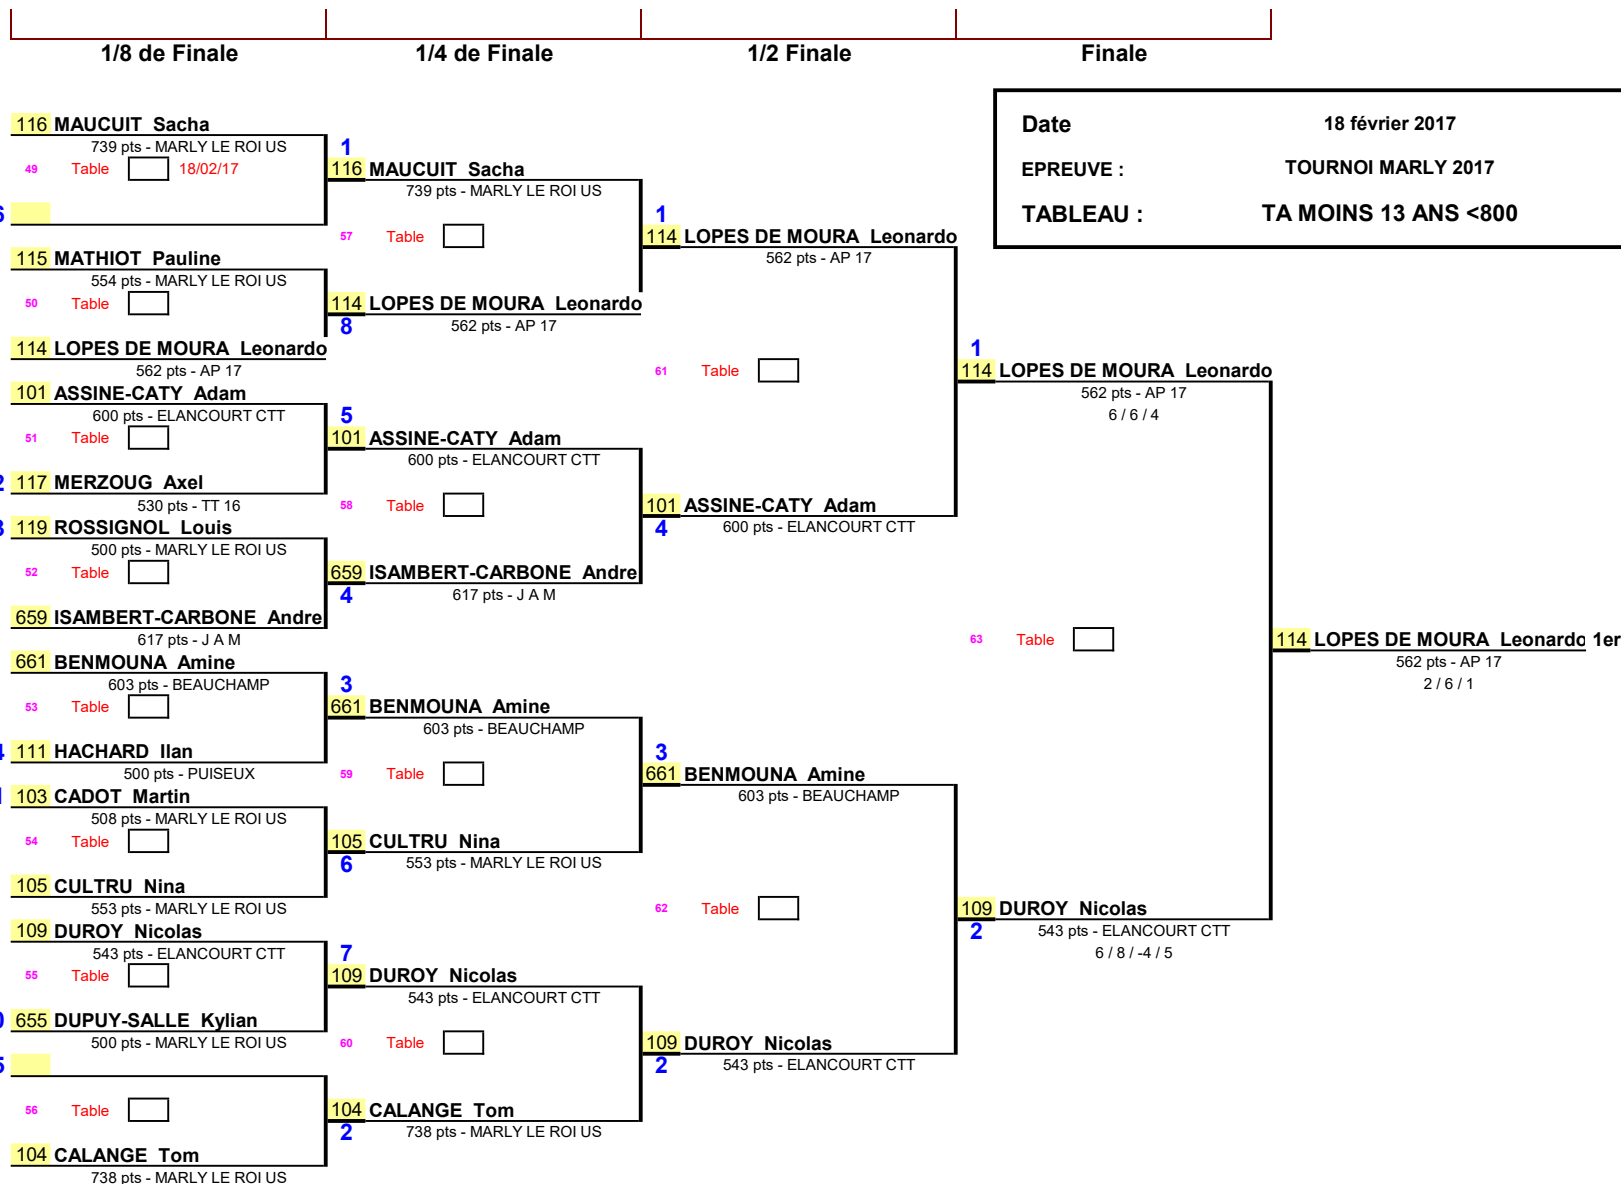 1/8 de Finale
1/4 de Finale
1/2 Finale
Finale
Date 18 février 2017
EPREUVE : TOURNOI MARLY 2017
TABLEAU : TA MOINS 13 ANS <800
116 MAUCUIT Sacha
739 pts - MARLY LE ROI US
49 Table 18/02/17
115 MATHIOT Pauline
554 pts - MARLY LE ROI US
50 Table
114 LOPES DE MOURA Leonardo
562 pts - AP 17
101 ASSINE-CATY Adam
600 pts - ELANCOURT CTT
51 Table
117 MERZOUG Axel
530 pts - TT 16
119 ROSSIGNOL Louis
500 pts - MARLY LE ROI US
52 Table
659 ISAMBERT-CARBONE Andre
617 pts - J A M
661 BENMOUNA Amine
603 pts - BEAUCHAMP
53 Table
111 HACHARD Ilan
500 pts - PUISEUX
103 CADOT Martin
508 pts - MARLY LE ROI US
54 Table
105 CULTRU Nina
553 pts - MARLY LE ROI US
109 DUROY Nicolas
543 pts - ELANCOURT CTT
55 Table
655 DUPUY-SALLE Kylian
500 pts - MARLY LE ROI US
56 Table
104 CALANGE Tom
738 pts - MARLY LE ROI US
1
116 MAUCUIT Sacha
739 pts - MARLY LE ROI US
57 Table
114 LOPES DE MOURA Leonardo
8
562 pts - AP 17
5
101 ASSINE-CATY Adam
600 pts - ELANCOURT CTT
58 Table
659 ISAMBERT-CARBONE Andre
4
617 pts - J A M
3
661 BENMOUNA Amine
603 pts - BEAUCHAMP
59 Table
105 CULTRU Nina
6
553 pts - MARLY LE ROI US
7
109 DUROY Nicolas
543 pts - ELANCOURT CTT
60 Table
104 CALANGE Tom
2
738 pts - MARLY LE ROI US
1
114 LOPES DE MOURA Leonardo
562 pts - AP 17
61 Table
101 ASSINE-CATY Adam
4
600 pts - ELANCOURT CTT
3
661 BENMOUNA Amine
603 pts - BEAUCHAMP
62 Table
109 DUROY Nicolas
2
543 pts - ELANCOURT CTT
1
114 LOPES DE MOURA Leonardo
562 pts - AP 17
6 / 6 / 4
63 Table
109 DUROY Nicolas
2
543 pts - ELANCOURT CTT
6 / 8 / -4 / 5
114 LOPES DE MOURA Leonardo 1er
562 pts - AP 17
2 / 6 / 1